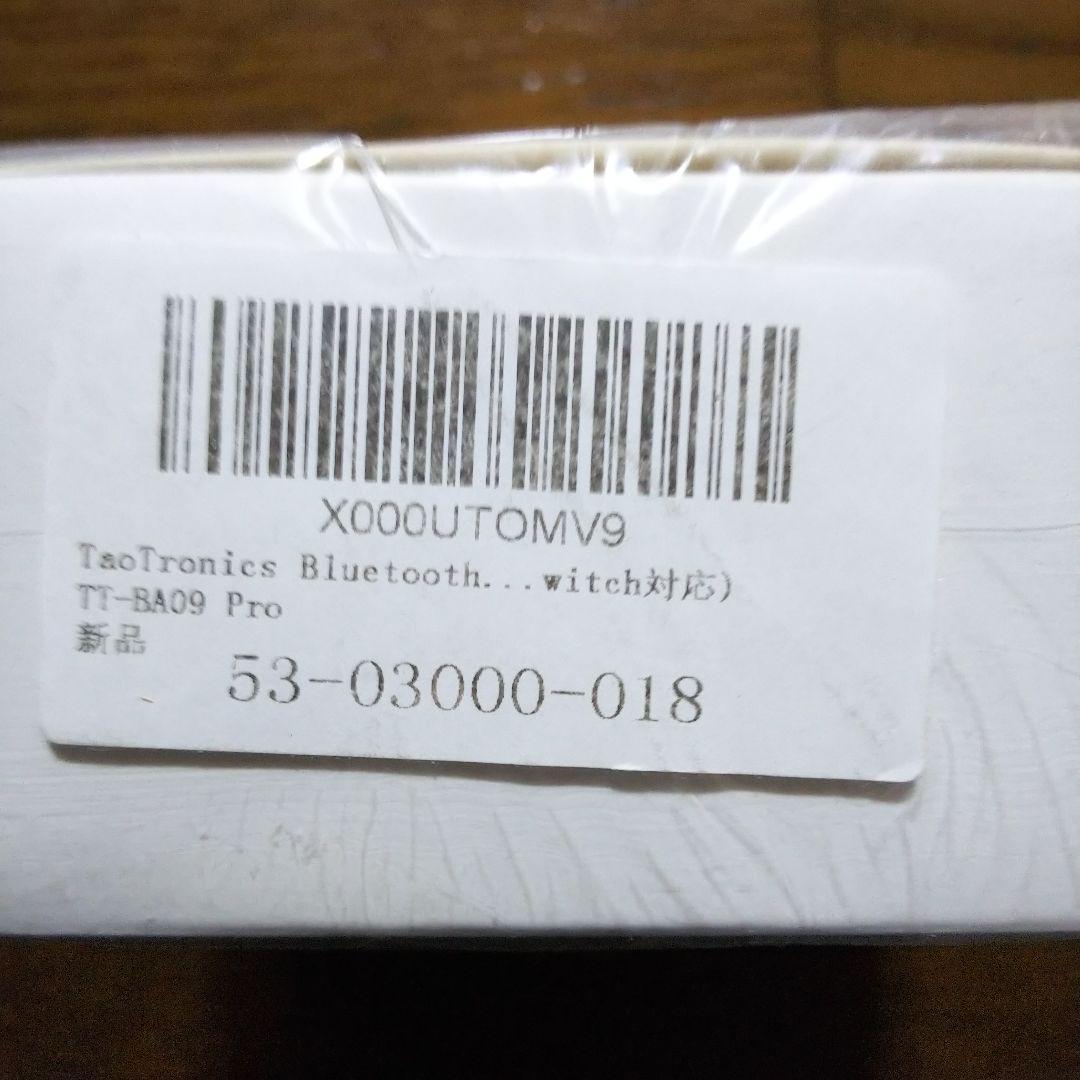 X000UTOMV9
TaoTronics Bluetooth...witch対応)
TT-BA09 Pro
新品
53-03000-018